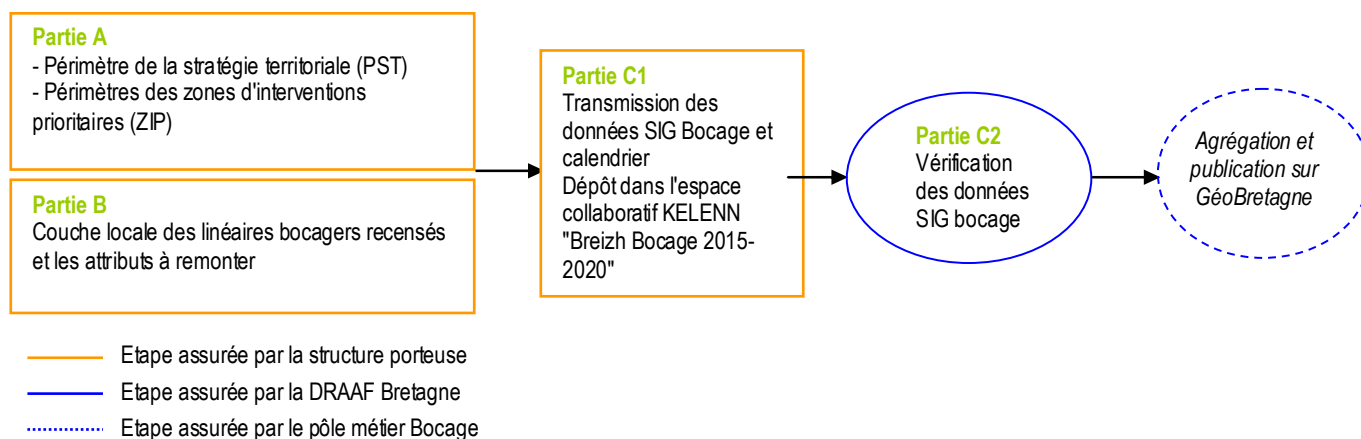 Partie A
- Périmètre de la stratégie territoriale (PST)
- Périmètres des zones d'interventions
prioritaires (ZIP)
Partie B
Couche locale des linéaires bocagers recensés
et les attributs à remonter
Partie C1
Transmission des
données SIG Bocage et
calendrier
Dépôt dans l'espace
collaboratif KELENN
"Breizh Bocage 2015-
2020"
Partie C2
Vérification
des données
SIG bocage
Agrégation et
publication sur
GéoBretagne
Etape assurée par la structure porteuse
Etape assurée par la DRAAF Bretagne
Etape assurée par le pôle métier Bocage